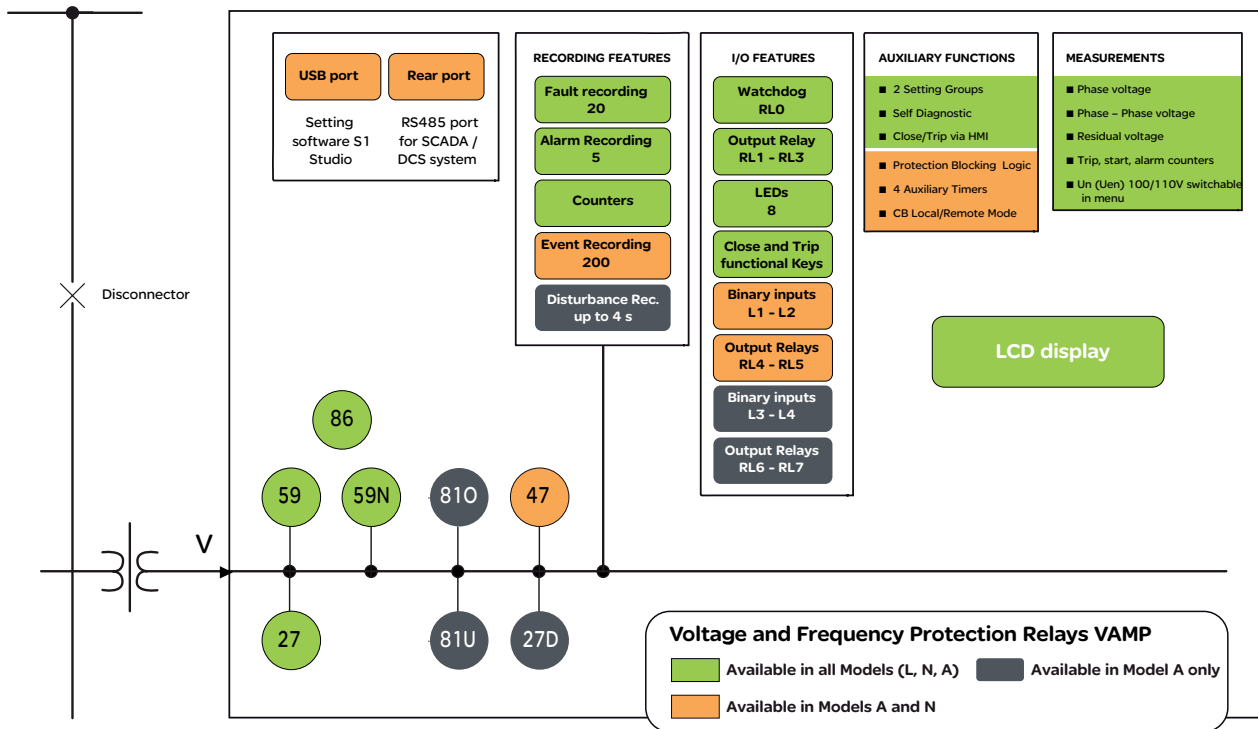 USB port
Setting
software S1
Studio
Rear port
RS485 port
for SCADA /
DCS system
RECORDING FEATURES
Fault recording
20
Alarm Recording
5
Counters
Event Recording
200
Disturbance Rec.
up to 4 s
I/O FEATURES
Watchdog
RL0
Output Relay
RL1 - RL3
LEDs
8
Close and Trip
functional Keys
Binary inputs
L1 - L2
Output Relays
RL4 - RL5
Binary inputs
L3 - L4
Output Relays
RL6 - RL7
AUXILIARY FUNCTIONS
■ 2 Setting Groups
■ Self Diagnostic
■ Close/Trip via HMI
■ Protection Blocking Logic
■ 4 Auxiliary Timers
■ CB Local/Remote Mode
MEASUREMENTS
■ Phase voltage
■ Phase – Phase voltage
■ Residual voltage
■ Trip, start, alarm counters
■ Un (Uen) 100/110V switchable
in menu
Disconnector
LCD display
86
59
59N
81O
47
V
27
81U
27D
Voltage and Frequency Protection Relays VAMP
Available in all Models (L, N, A)
Available in Model A only
Available in Models A and N